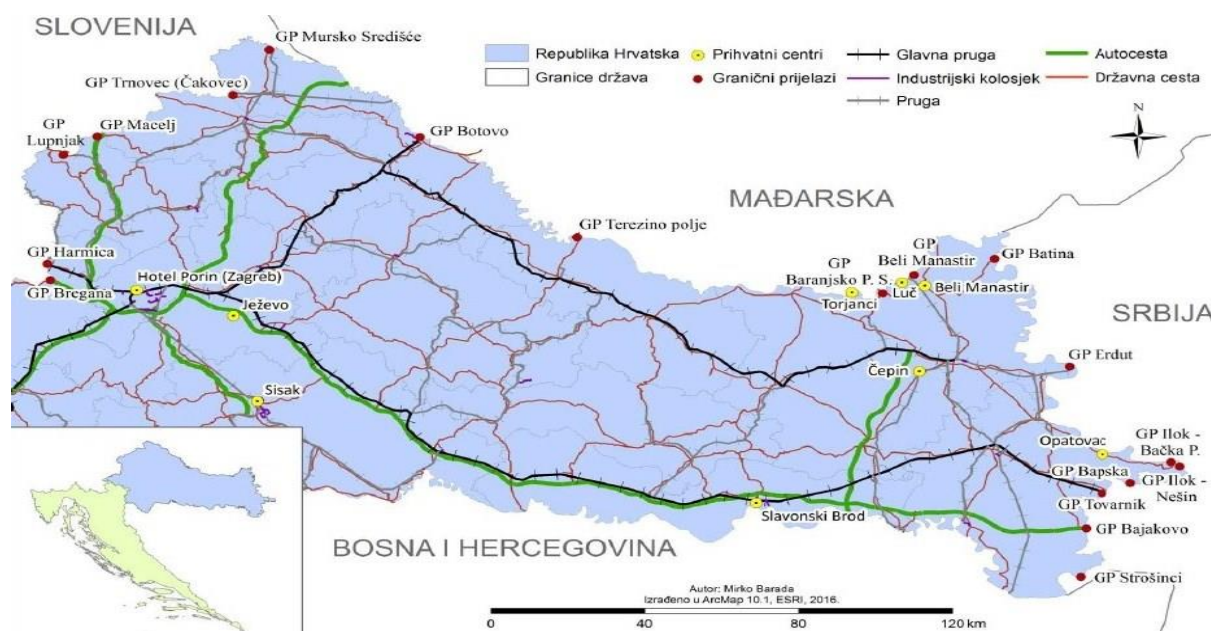 SLOVENIJA
GP Mursko Središće
Republika Hrvatska
Prihvatni centri
Glavna pruga
Autocesta
Granice država
Granični prijelazi
Industrijski kolosjek
Državna cesta
Pruga
GP Trnovec (Čakovec)
GP
Lupnjak
GP Macelj
GP Botovo
N
MAĐARSKA
GP Terezino polje
GP Harmica
Hotel Porin (Zagreb)
GP Bregana
Ježevo
GP
Beli Manastir
GP Batina
GP
Baranjsko P. S.
Luč
Beli Manastir
Torjanci
SRBIJA
GP Erdut
Čepin
Sisak
Opatovac
GP Ilok -
Bačka P.
GP Bapska
GP Ilok -
Nešin
GP Tovarnik
Slavonski Brod
GP Bajakovo
BOSNA I HERCEGOVINA
GP Strošinci
Autor: Mirko Barada
Izrađeno u ArcMap 10.1, ESRI, 2016.
0
40
80
120 km